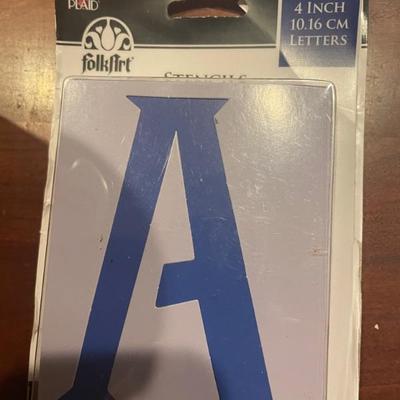 PLAID
4 INCH
10.16 CM
LETTERS
FolkArt
STENCILS
A